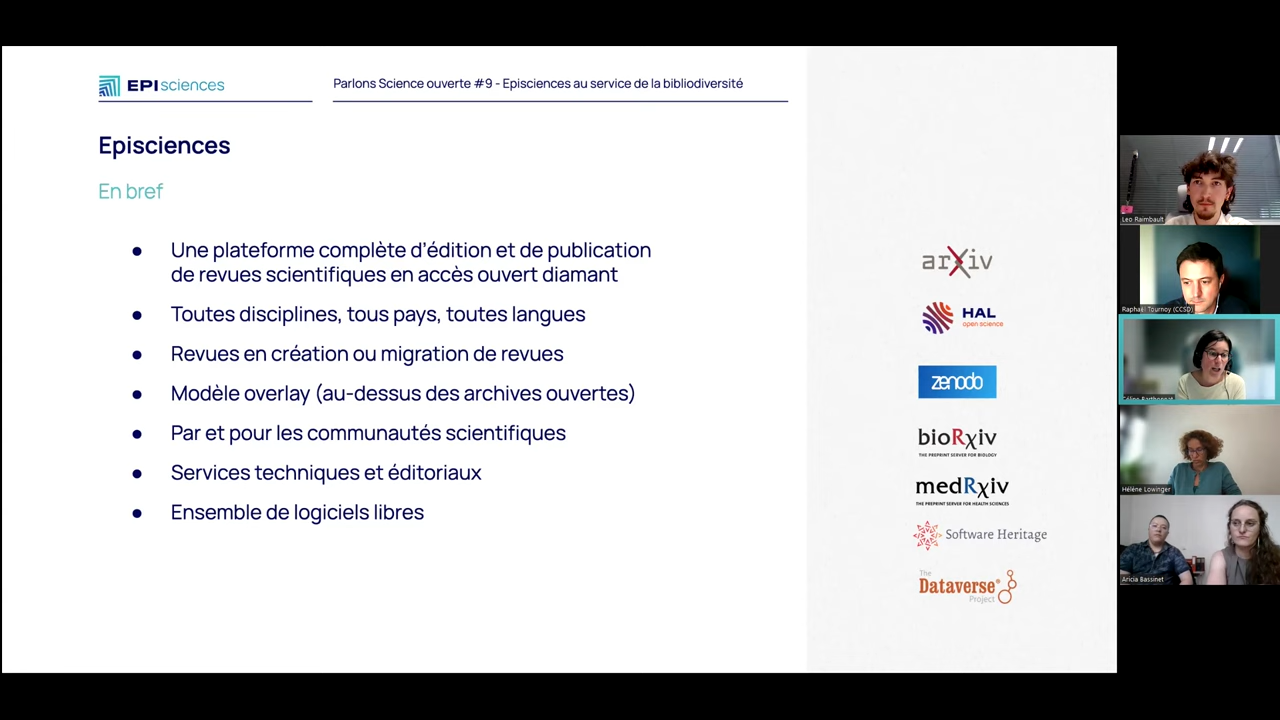 EPIsciences
Parlons Science ouverte #9 - Episciences au service de la bibliodiversité
Episciences
En bref
● Une plateforme complète d'édition et de publication
de revues scientifiques en accès ouvert diamant
● Toutes disciplines, tous pays, toutes langues
● Revues en création ou migration de revues
● Modèle overlay (au-dessus des archives ouvertes)
● Par et pour les communautés scientifiques
● Services techniques et éditoriaux
● Ensemble de logiciels libres
arXiv
HAL
open science
zenodo
bioRxiv
THE PREPRINT SERVER FOR BIOLOGY
medRxiv
THE PREPRINT SERVER FOR HEALTH SCIENCES
Software Heritage
The
Dataverse®
Project
Leo Raimbault
Raphaël Tournoy (CCSD)
Hélène Lowinger
Aricia Bassinet